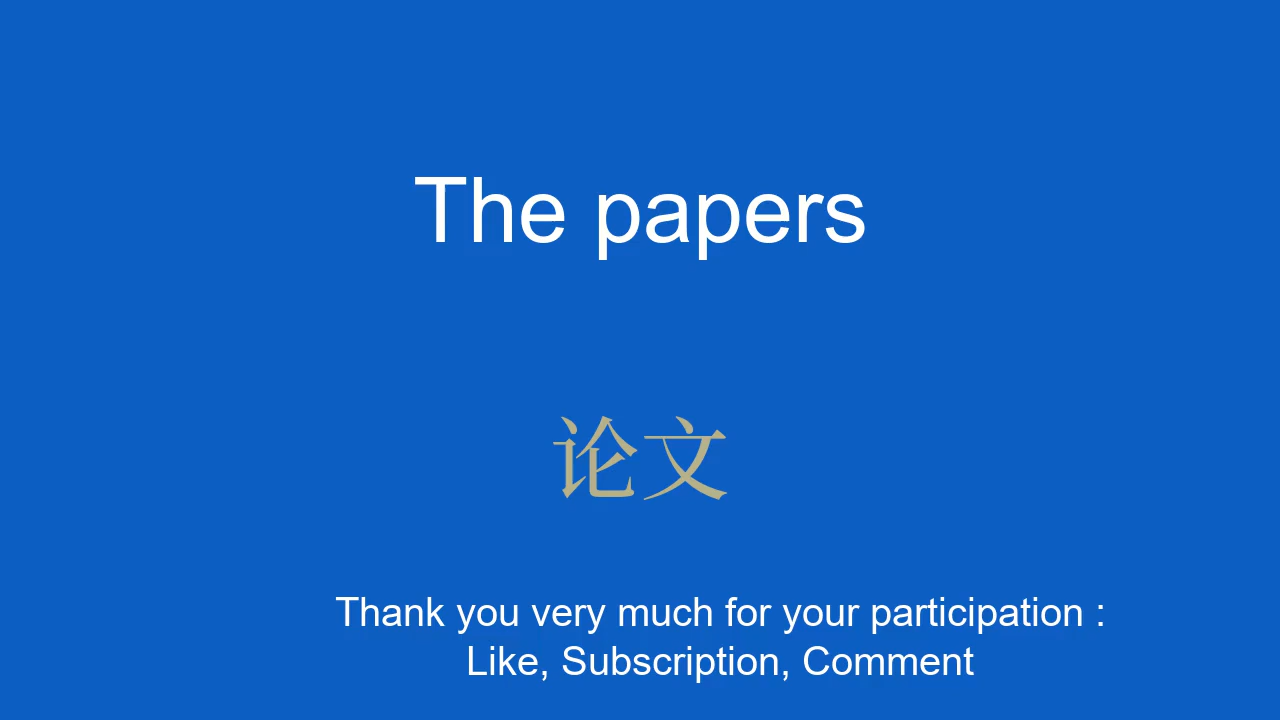 The papers
论文
Thank you very much for your participation :
Like, Subscription, Comment